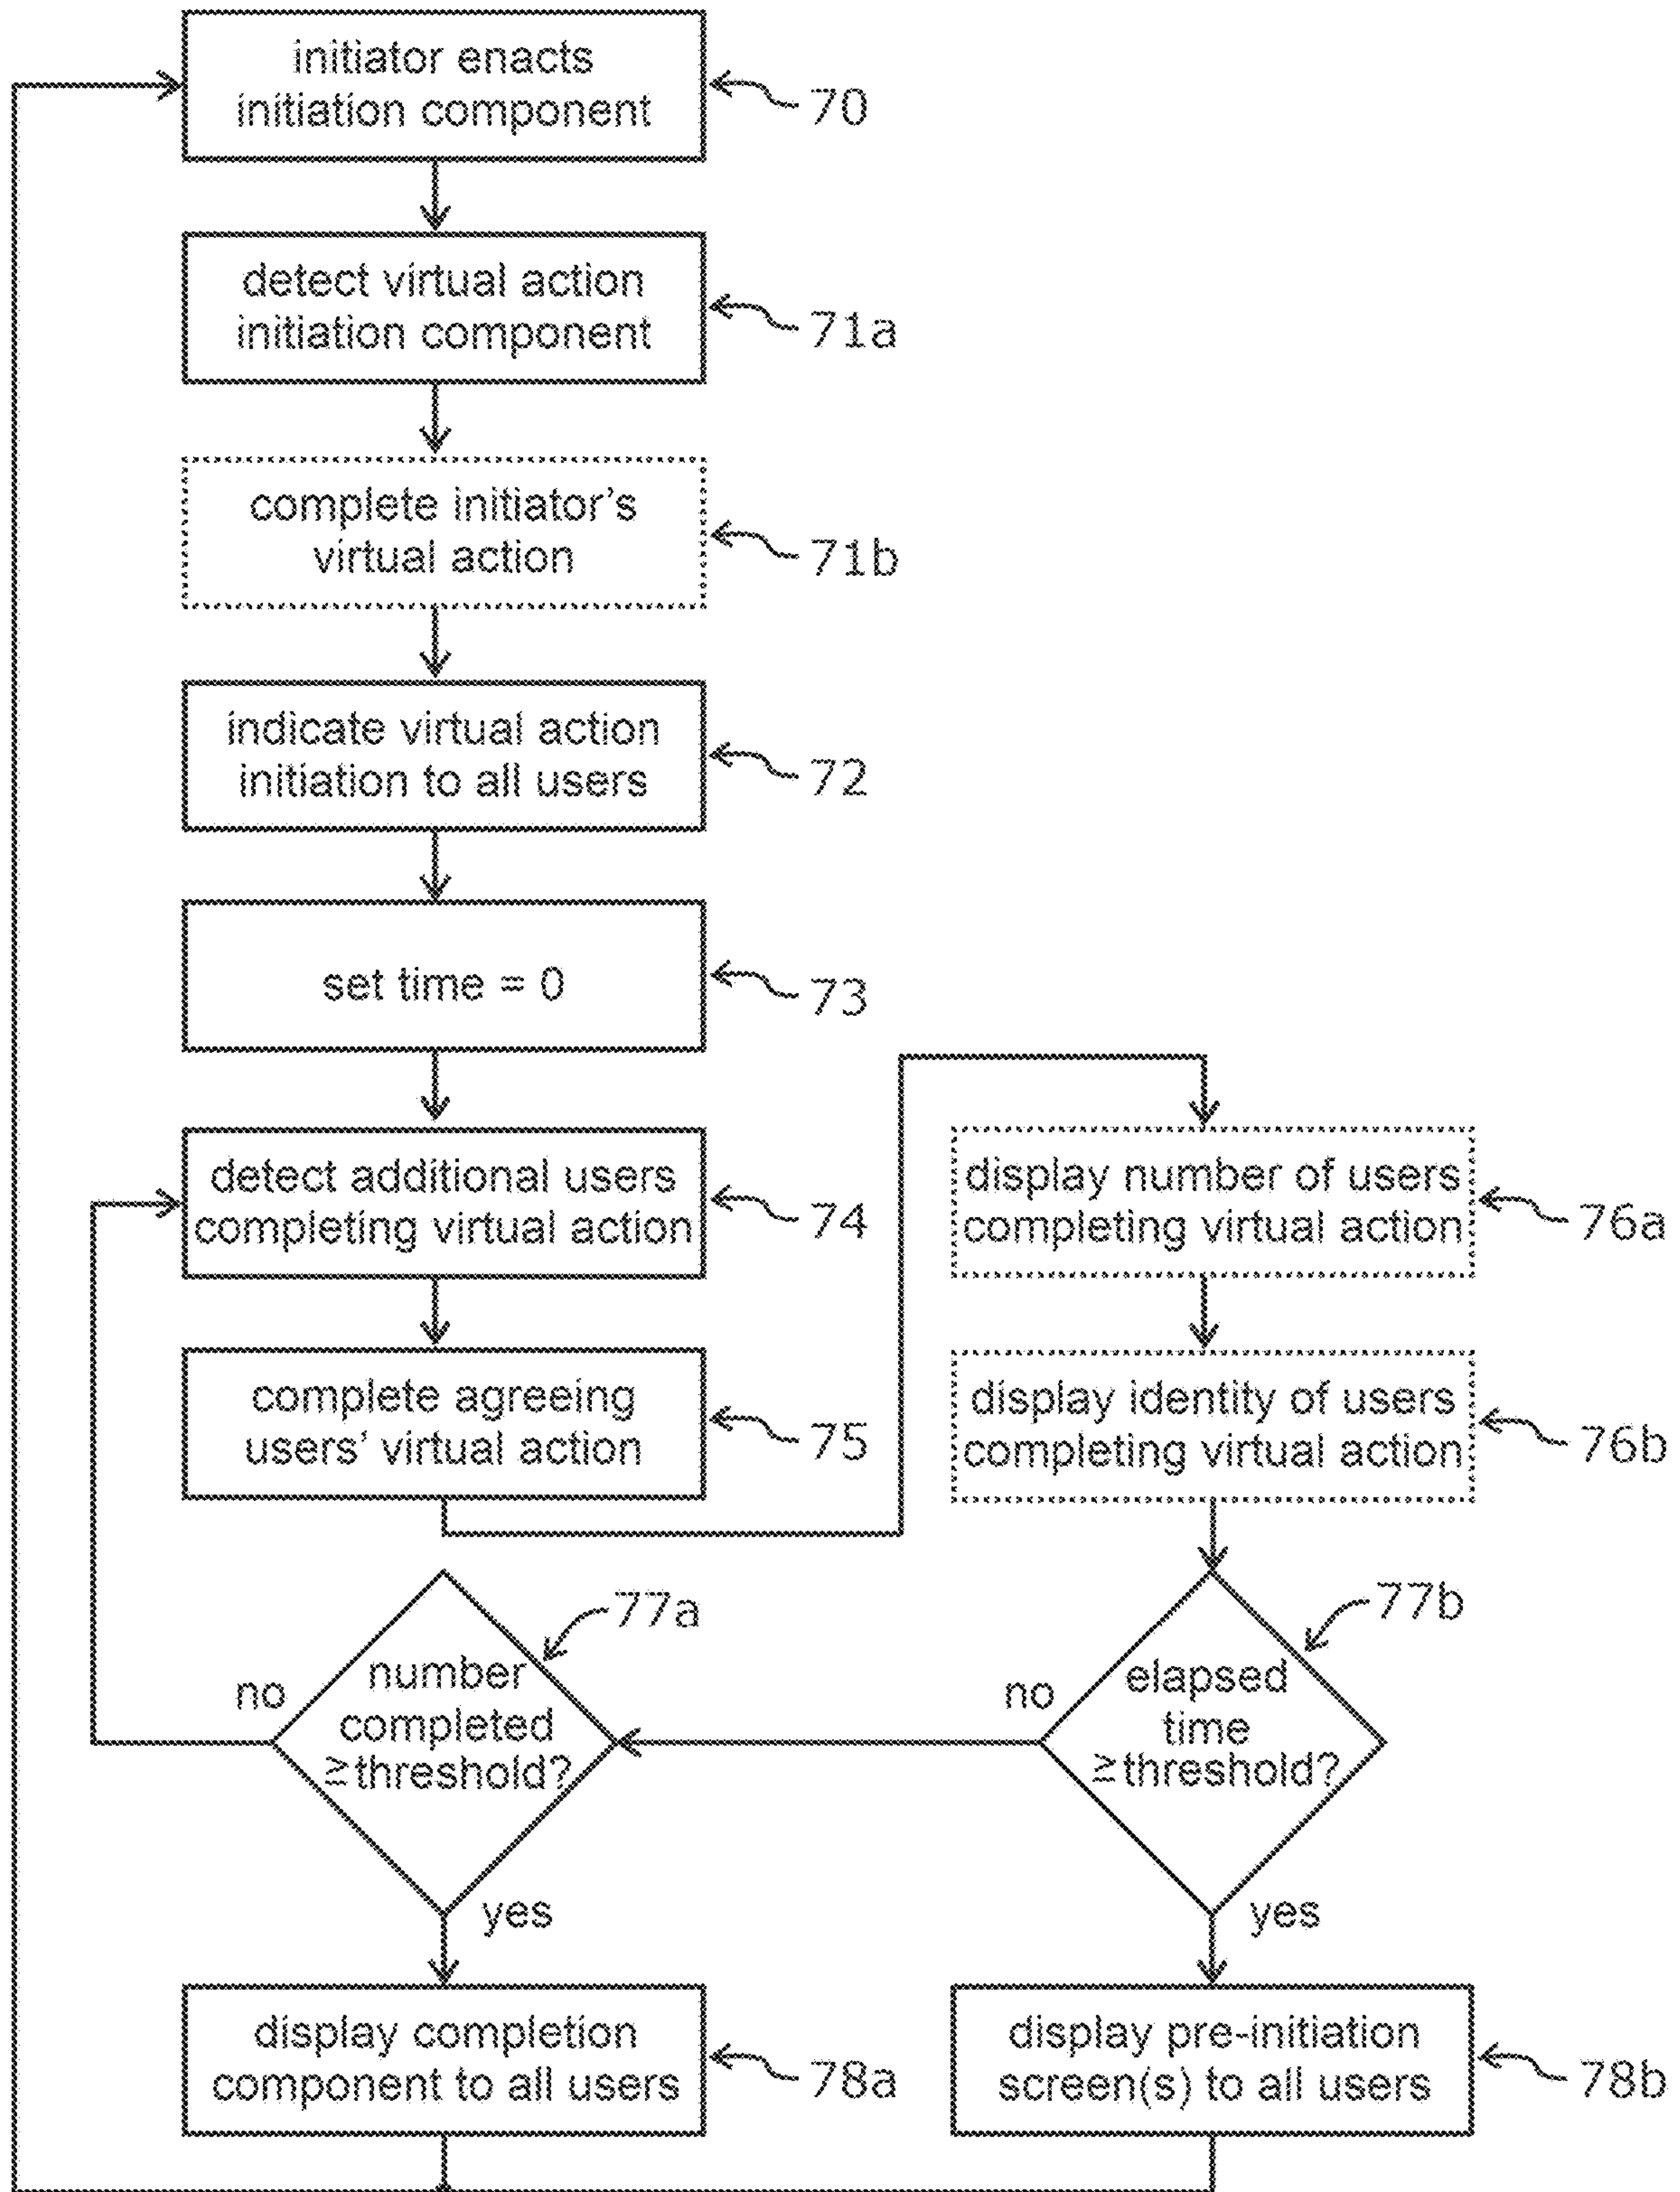 initiator enacts
initiation component
70
detect virtual action
initiation component
71a
complete initiator's
virtual action
71b
indicate virtual action
initiation to all users
72
set time = 0
73
detect additional users
completing virtual action
74
display number of users
completing virtual action
76a
complete agreeing
users' virtual action
75
display identity of users
completing virtual action
76b
77a
number
completed
≥threshold?
no
yes
77b
elapsed
time
≥threshold?
no
yes
display completion
component to all users
78a
display pre-initiation
screen(s) to all users
78b